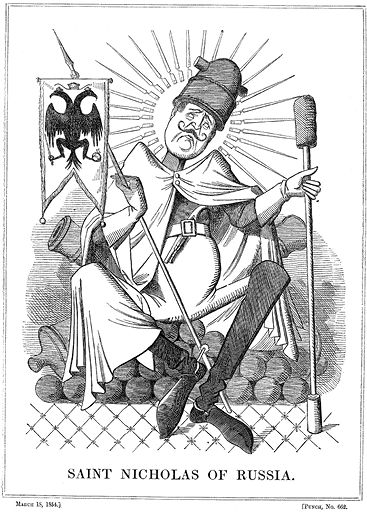 SAINT NICHOLAS OF RUSSIA.
MARCH 18, 1854.] [PUNCH, No. 662.